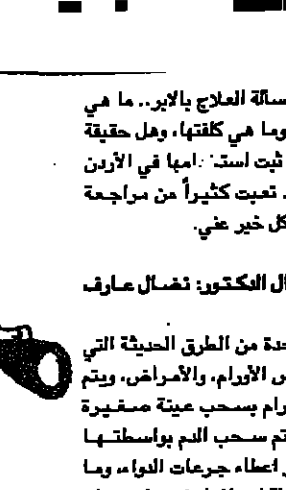 سألة العلاج بالابر.. ما هي
وما هي كلفتها، وهل حقيقة
ثبت استخدامها في الأردن
تعبت كثيراً من مراجعة
كل خير عني.
ال الدكتور: نضال عارف
حدة من الطرق الحديثة التي
ص الأورام، والأمراض، ويتم
رام بسحب عينة صغيرة
تم سحب الدم بواسطتها
اعطاء جرعات الدواء، وما